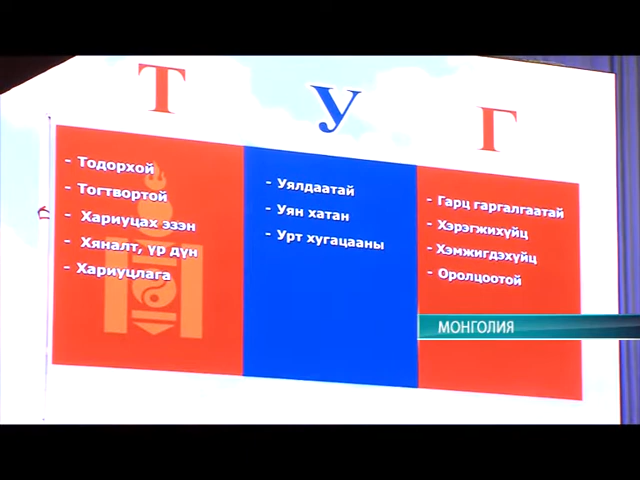 Т У Г
- Тодорхой
- Тогтвортой
- Хариуцах эзэн
- Хяналт, үр дүн
- Хариуцлага
- Уялдаатай
- Уян хатан
- Урт хугацааны
- Гарц гаргалгаатай
- Хэрэгжихүйц
- Хэмжигдэхүйц
- Оролцоотой
МОНГОЛИЯ